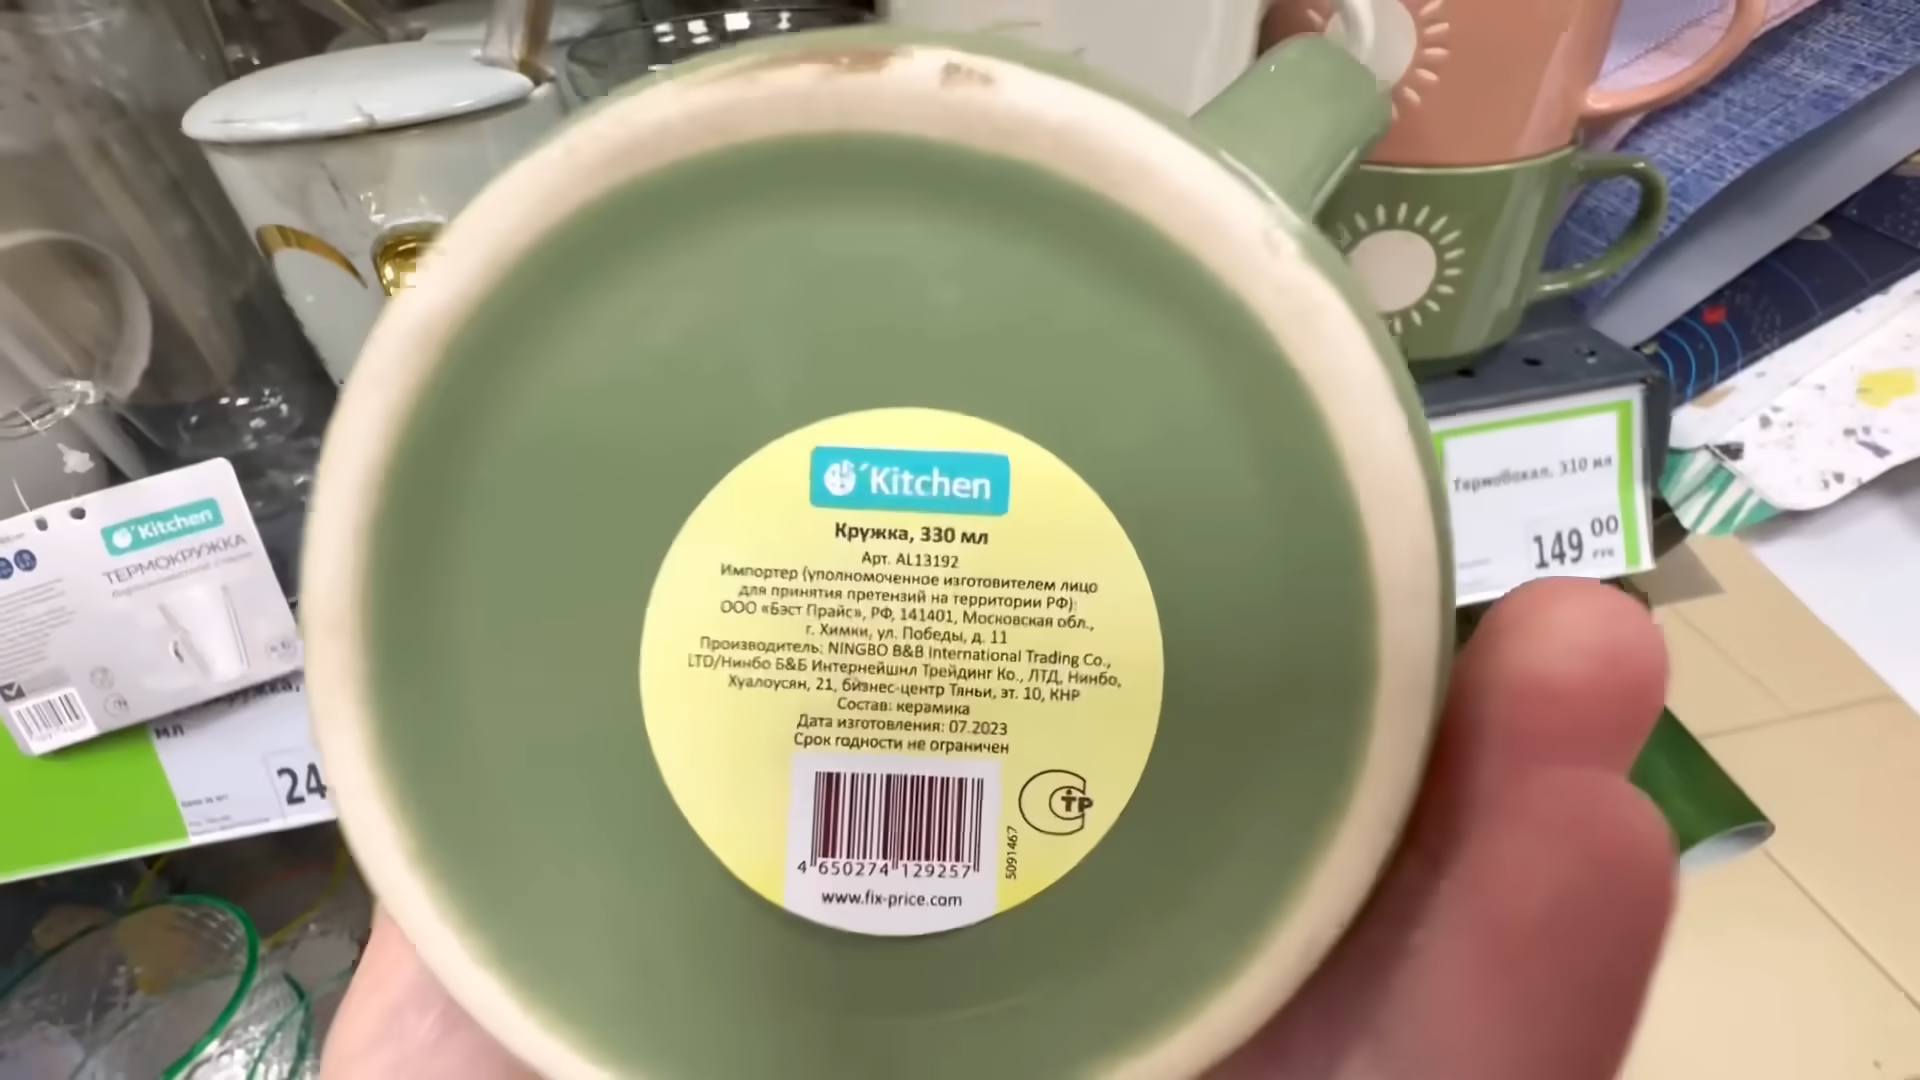 ´Kitchen
Кружка, 330 мл
Арт. AL13192
Импортер (уполномоченное изготовителем лицо
для принятия претензий на территории РФ):
ООО «Бэст Прайс», РФ, 141401, Московская обл.,
г. Химки, ул. Победы, д. 11
Производитель: NINGBO B&B International Trading Co.,
LTD/Нинбо Б&Б Интернейшнл Трейдинг Ко., ЛТД, Нинбо,
Хуалоусян, 21, бизнес-центр Тяньи, эт. 10, КНР
Состав: керамика
Дата изготовления: 07.2023
Срок годности не ограничен
4 650274 129257
www.fix-price.com
5091467
СТР
´Kitchen
ТЕРМОКРУЖКА
мл
24
Термобокал, 310 мл
149 00